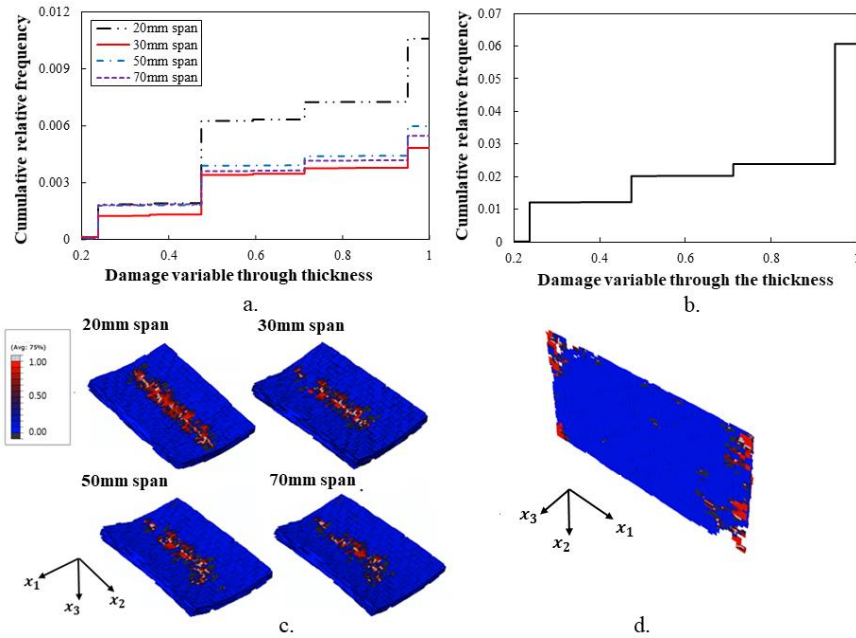 0.012
0.009
0.006
0.003
0
Cumulative relative frequency
20mm span
30mm span
50mm span
70mm span
0.2
0.4
0.6
0.8
1
Damage variable through thickness
a.
0.07
0.06
0.05
0.04
0.03
0.02
0.01
0
Cumulative relative frequency
0.2
0.4
0.6
0.8
1
Damage variable through the thickness
b.
(Avg: 75%)
1.00
0.50
0.00
20mm span
30mm span
50mm span
70mm span
x₁
x₃
x₂
c.
x₃
x₂
x₁
d.